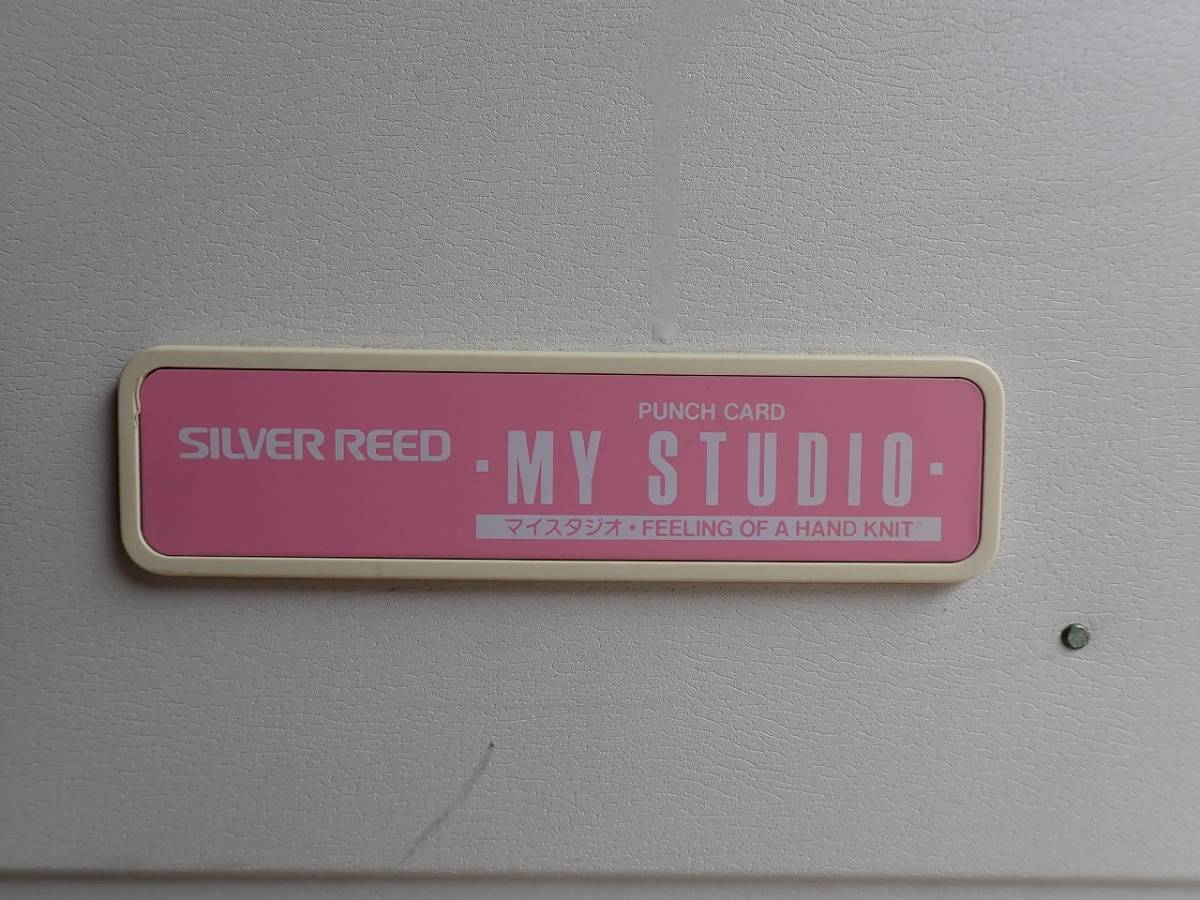 SILVER REED
PUNCH CARD
·MY STUDIO·
マイスタジオ・FEELING OF A HAND KNIT